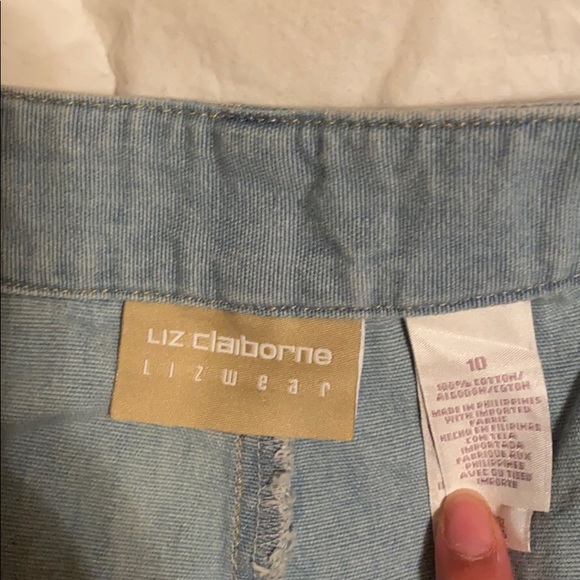 Liz claiborne
LIZwear
10
100% COTTON/
ALGODON/COTON
MADE IN PHILIPPINES
WITH IMPORTED
FABRIC
HECHO EN FILIPINAS
CON TELA
IMPORTADA
FABRIQUE AUX
PHILIPPINES
AVEC DU TISSU
IMPORTE